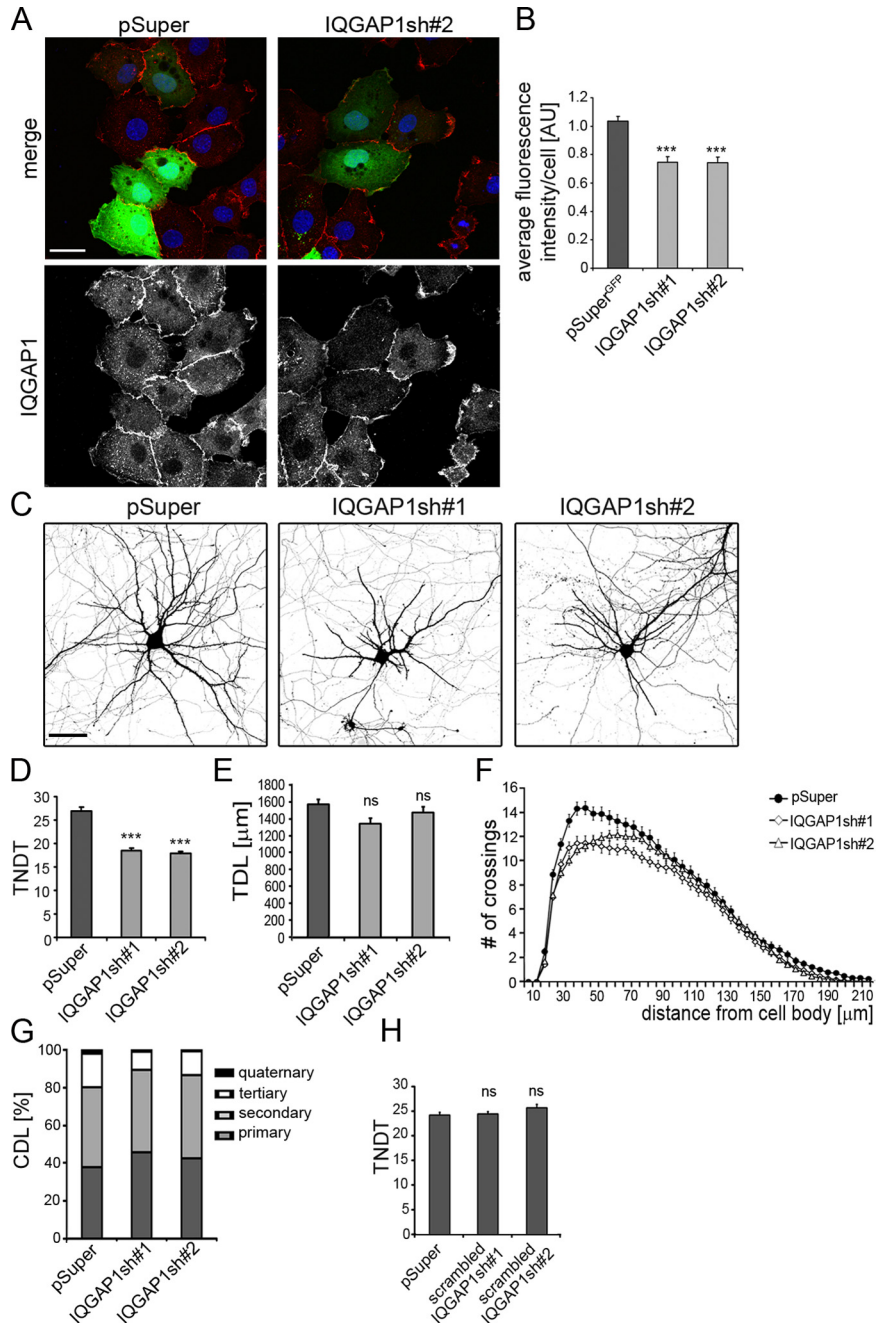 A
pSuper
IQGAP1sh#2
merge
IQGAP1
B
average fluorescence
intensity/cell [AU]
1.2
1.0
0.8
0.6
0.4
0.2
0
***
***
pSuperGFP
IQGAP1sh#1
IQGAP1sh#2
C
pSuper
IQGAP1sh#1
IQGAP1sh#2
D
TNDT
30
25
20
15
10
5
0
***
***
pSuper
IQGAP1sh#1
IQGAP1sh#2
E
TDL [µm]
1800
1600
1400
1200
1000
800
600
400
200
0
ns
ns
pSuper
IQGAP1sh#1
IQGAP1sh#2
F
# of crossings
16
14
12
10
8
6
4
2
0
pSuper
IQGAP1sh#1
IQGAP1sh#2
10 30 50 70 90 110 130 150 170 190 210
distance from cell body [µm]
G
CDL [%]
100
80
60
40
20
0
quaternary
tertiary
secondary
primary
pSuper
IQGAP1sh#1
IQGAP1sh#2
H
TNDT
30
25
20
15
10
5
0
ns
ns
pSuper
scrambled
IQGAP1sh#1
scrambled
IQGAP1sh#2